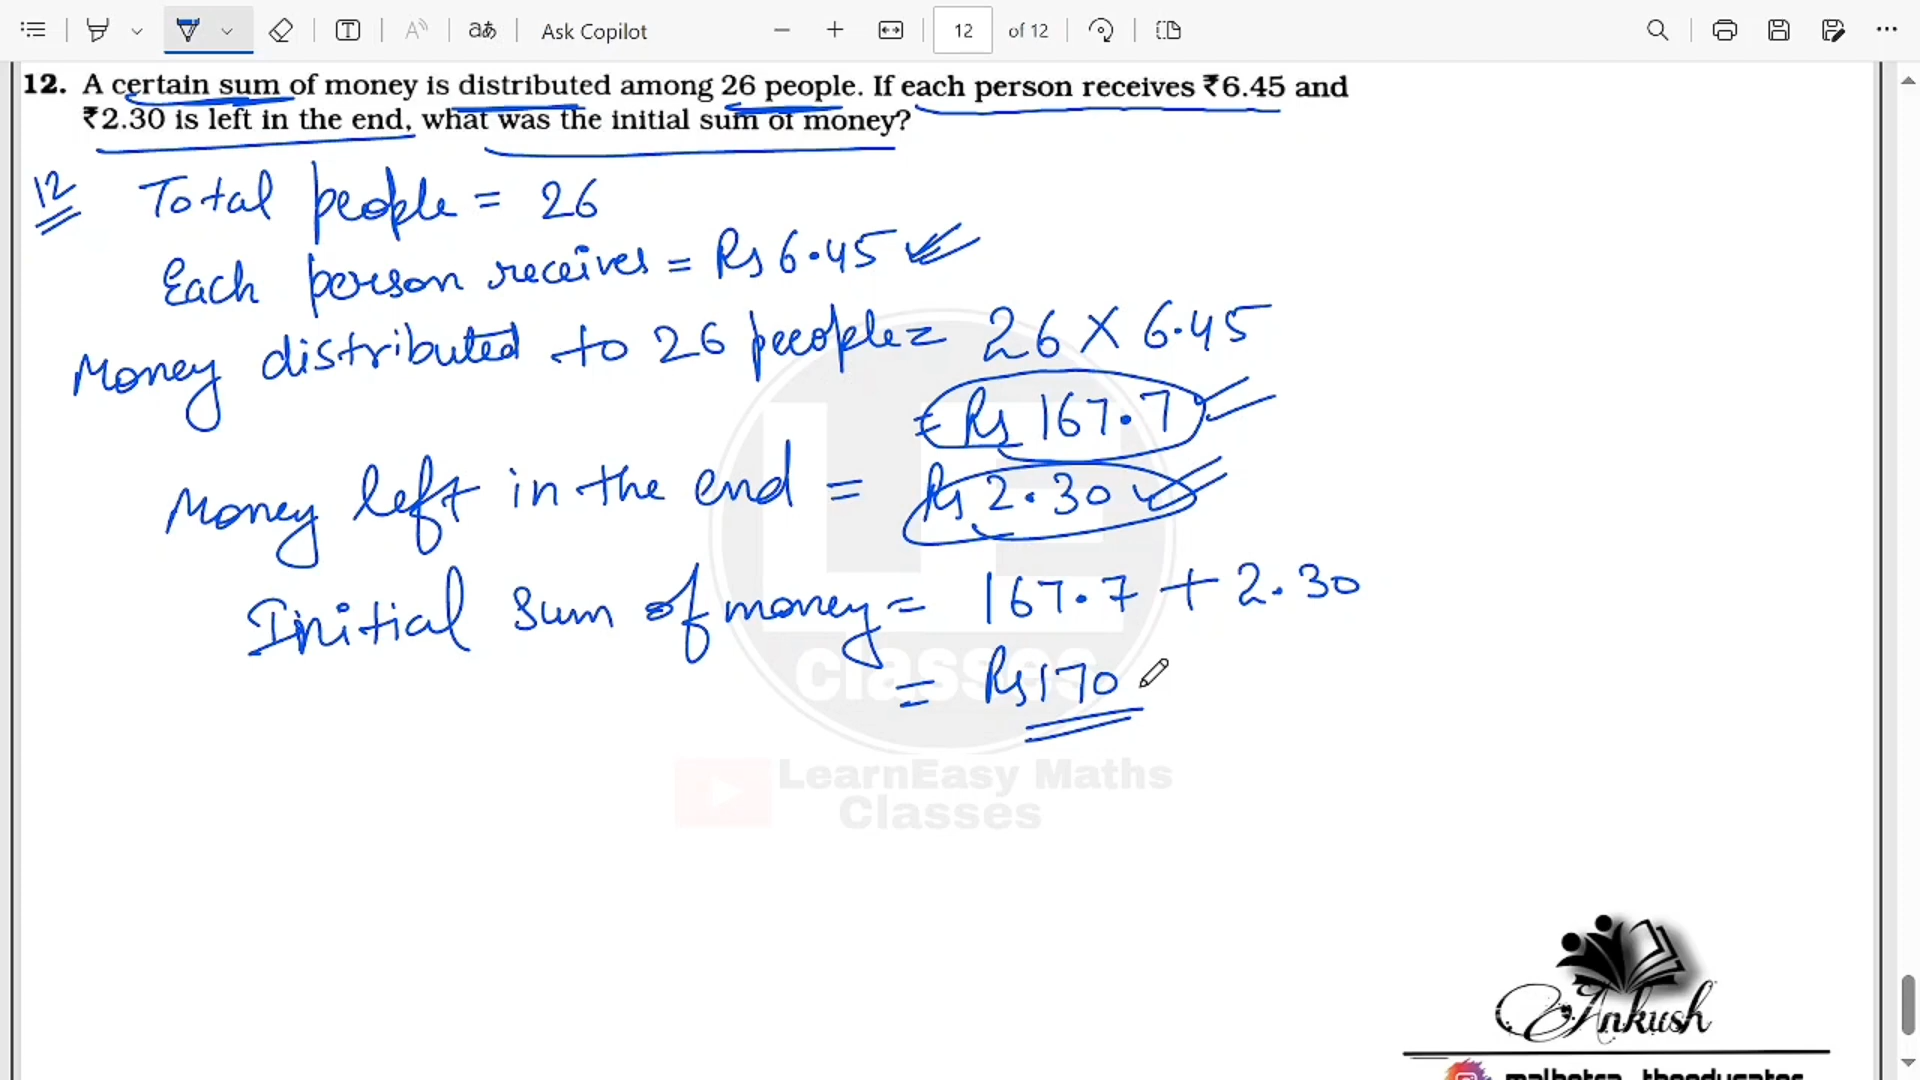 Ask Copilot
12
of 12
12. A certain sum of money is distributed among 26 people. If each person receives ₹6.45 and
₹2.30 is left in the end, what was the initial sum of money?
12 Total people = 26
Each person receives = Rs 6.45
Money distributed to 26 people = 26 × 6.45
= Rs 167.7
Money left in the end = Rs 2.30
Initial sum of money = 167.7 + 2.30
= Rs 170
LE
Classes
LearnEasy Maths
Classes
Ankush